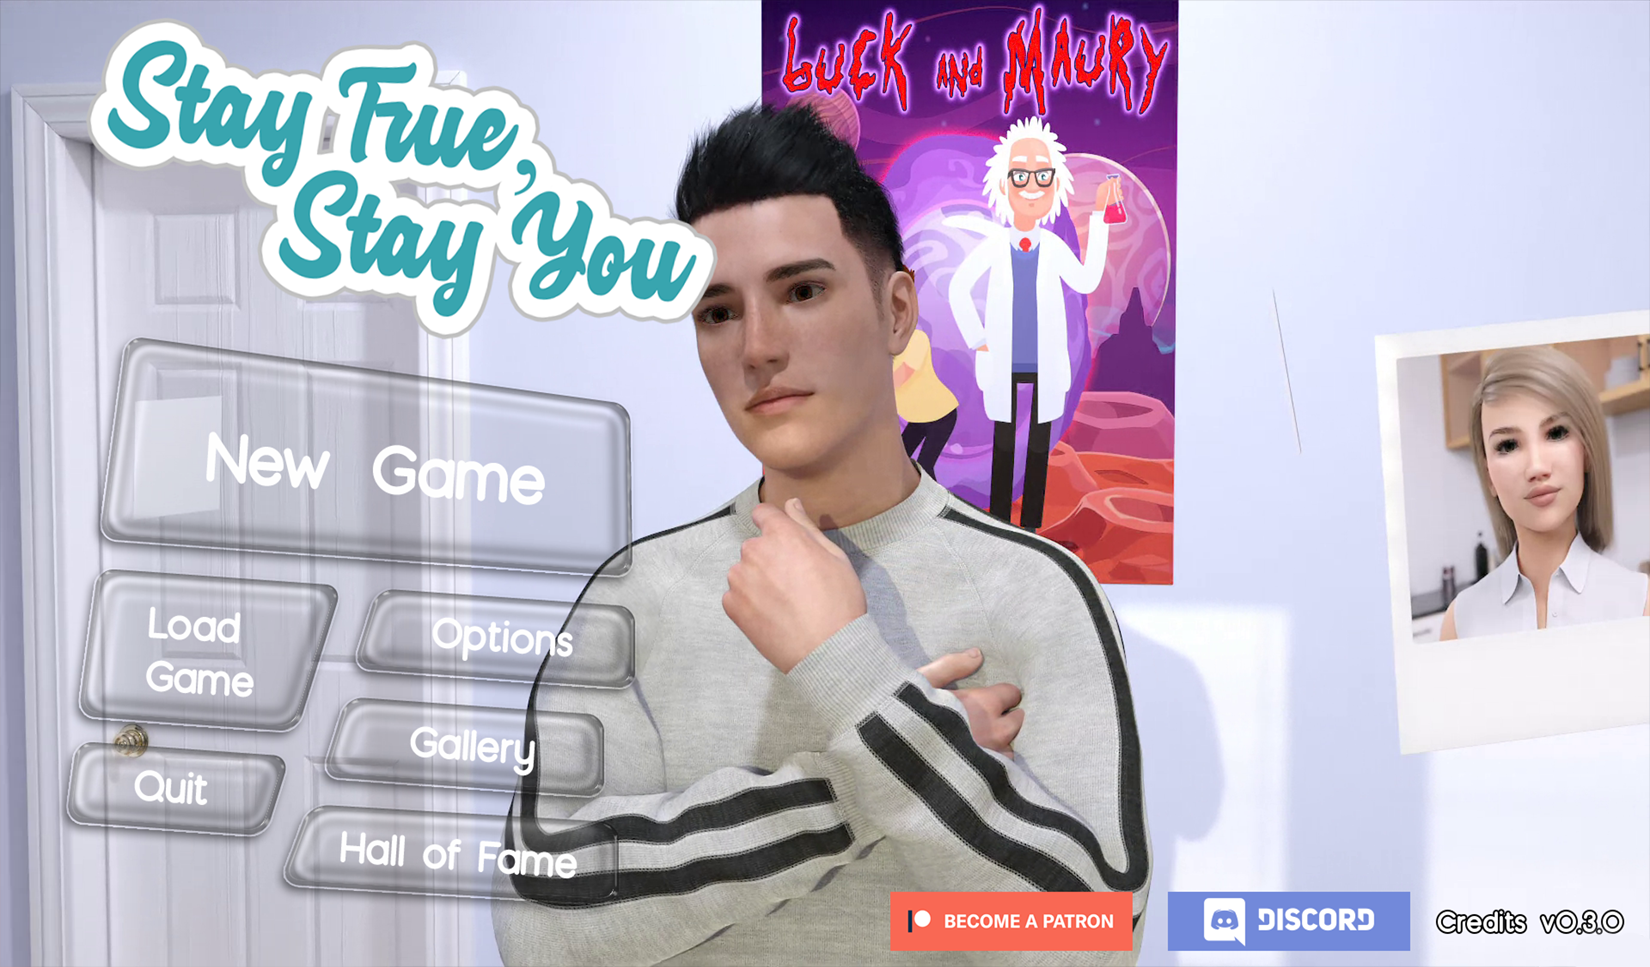 Stay True,
Stay You
Luck and Maury
New Game
Load
Game
Options
Gallery
Quit
Hall of Fame
BECOME A PATRON
DISCORD
Credits v0.3.0